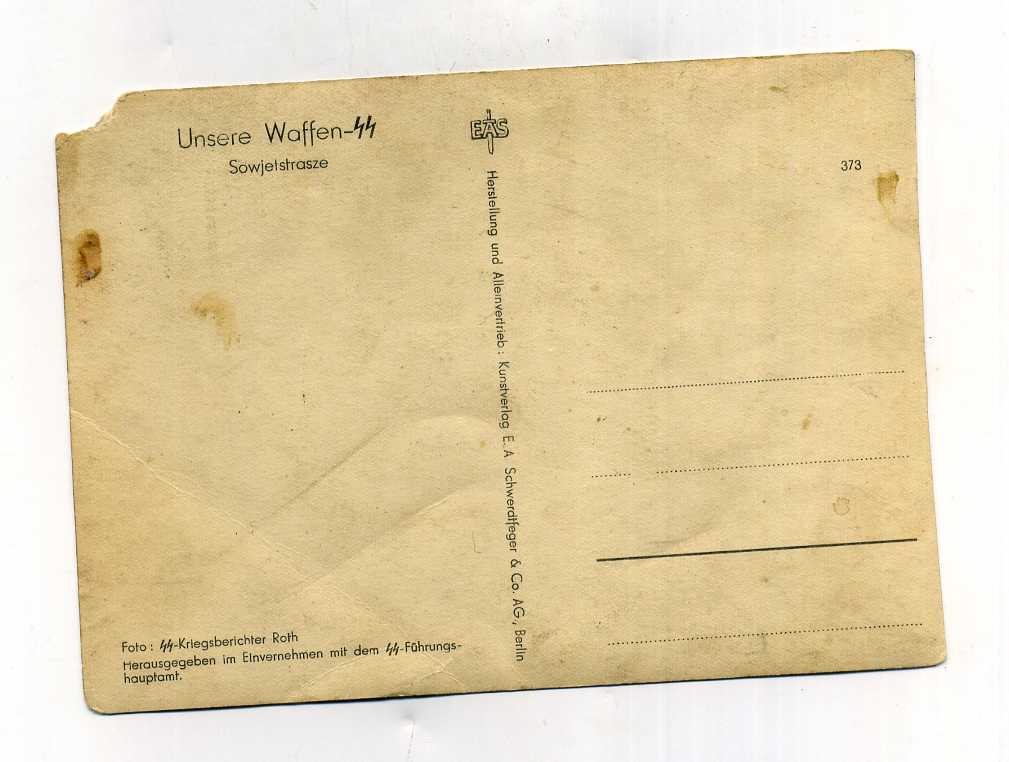 Unsere Waffen-SS
Sowjetstrasze
EAS
373
Herstellung und Alleinvertrieb: Kunstverlag E. A. Schwerdtfeger & Co. AG., Berlin
Foto: SS-Kriegsberichter Roth
Herausgegeben im Einvernehmen mit dem SS-Führungs-
hauptamt.